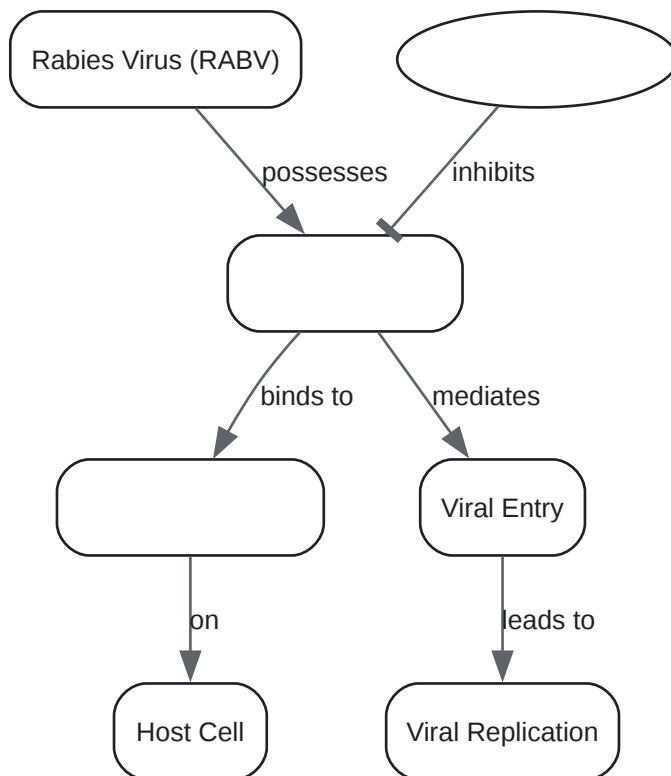 Rabies Virus (RABV)
possesses
inhibits
binds to
mediates
Viral Entry
on
leads to
Host Cell
Viral Replication